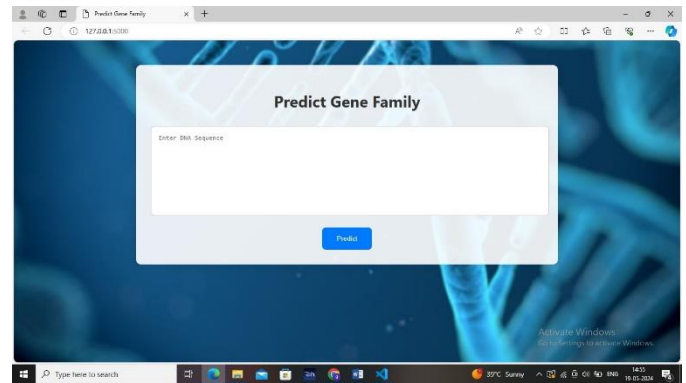 Predict Gene Family
127.0.0.1:5000
Predict Gene Family
Enter DNA Sequence
Predict
Activate Windows
Go to Settings to activate Windows.
Type here to search
39°C Sunny
ENG
14:55
19-05-2024